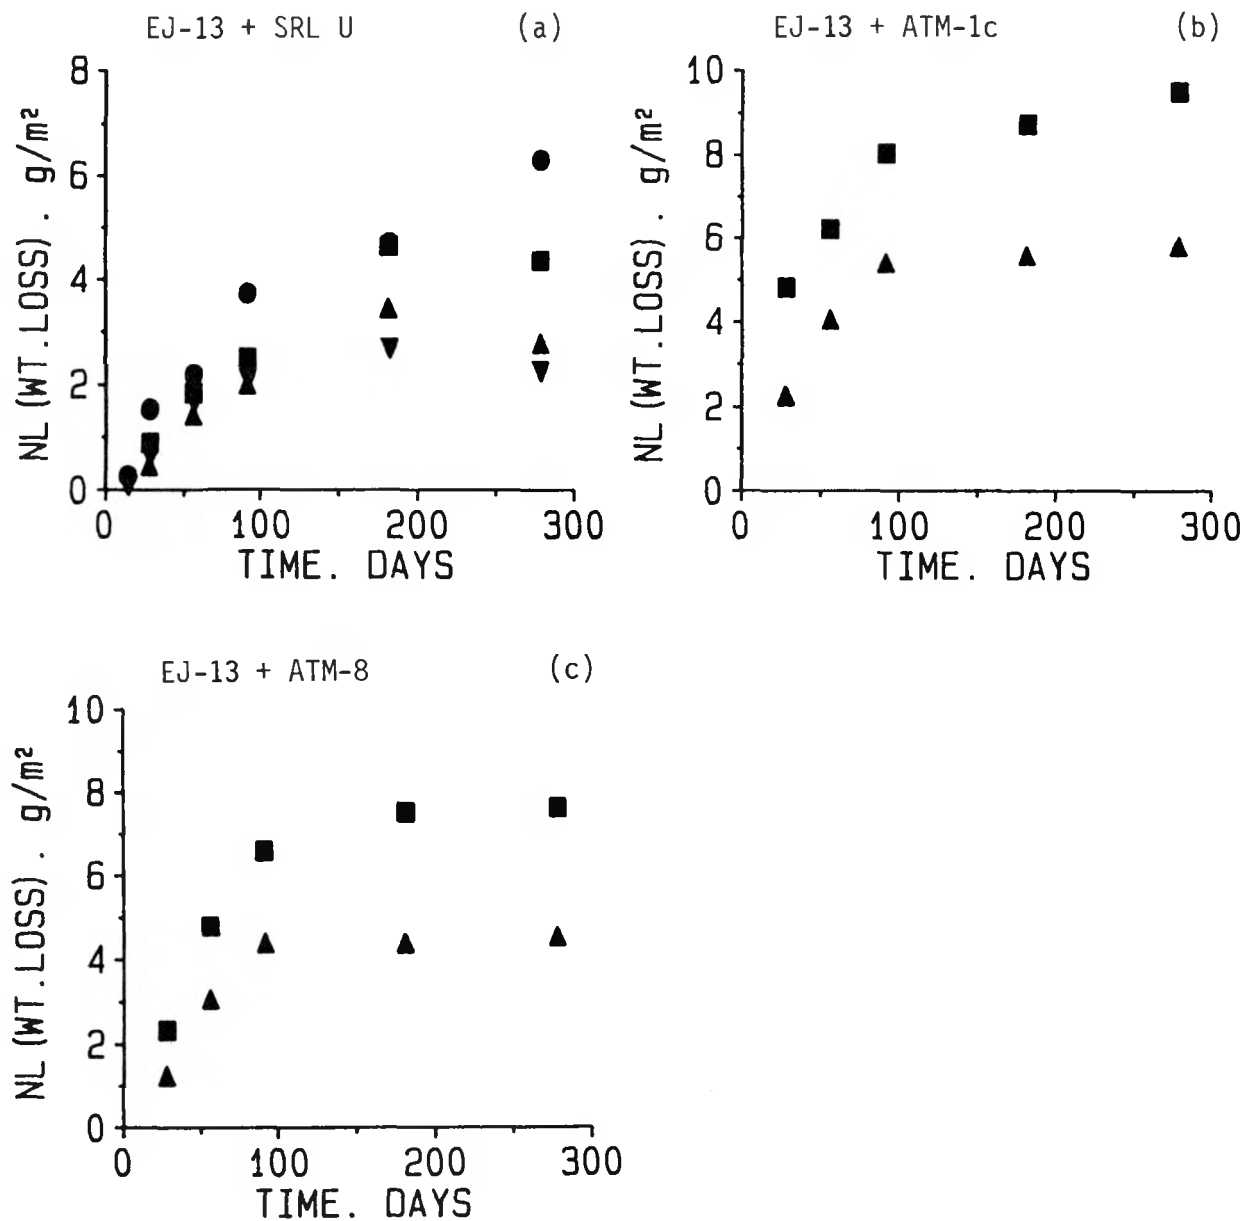 EJ-13 + SRL U (a)
8
6
4
2
0
NL (WT.LOSS). g/m²
0 100 200 300
TIME. DAYS
EJ-13 + ATM-1c (b)
10
8
6
4
2
0
NL (WT.LOSS). g/m²
0 100 200 300
TIME. DAYS
EJ-13 + ATM-8 (c)
10
8
6
4
2
0
NL (WT.LOSS). g/m²
0 100 200 300
TIME. DAYS